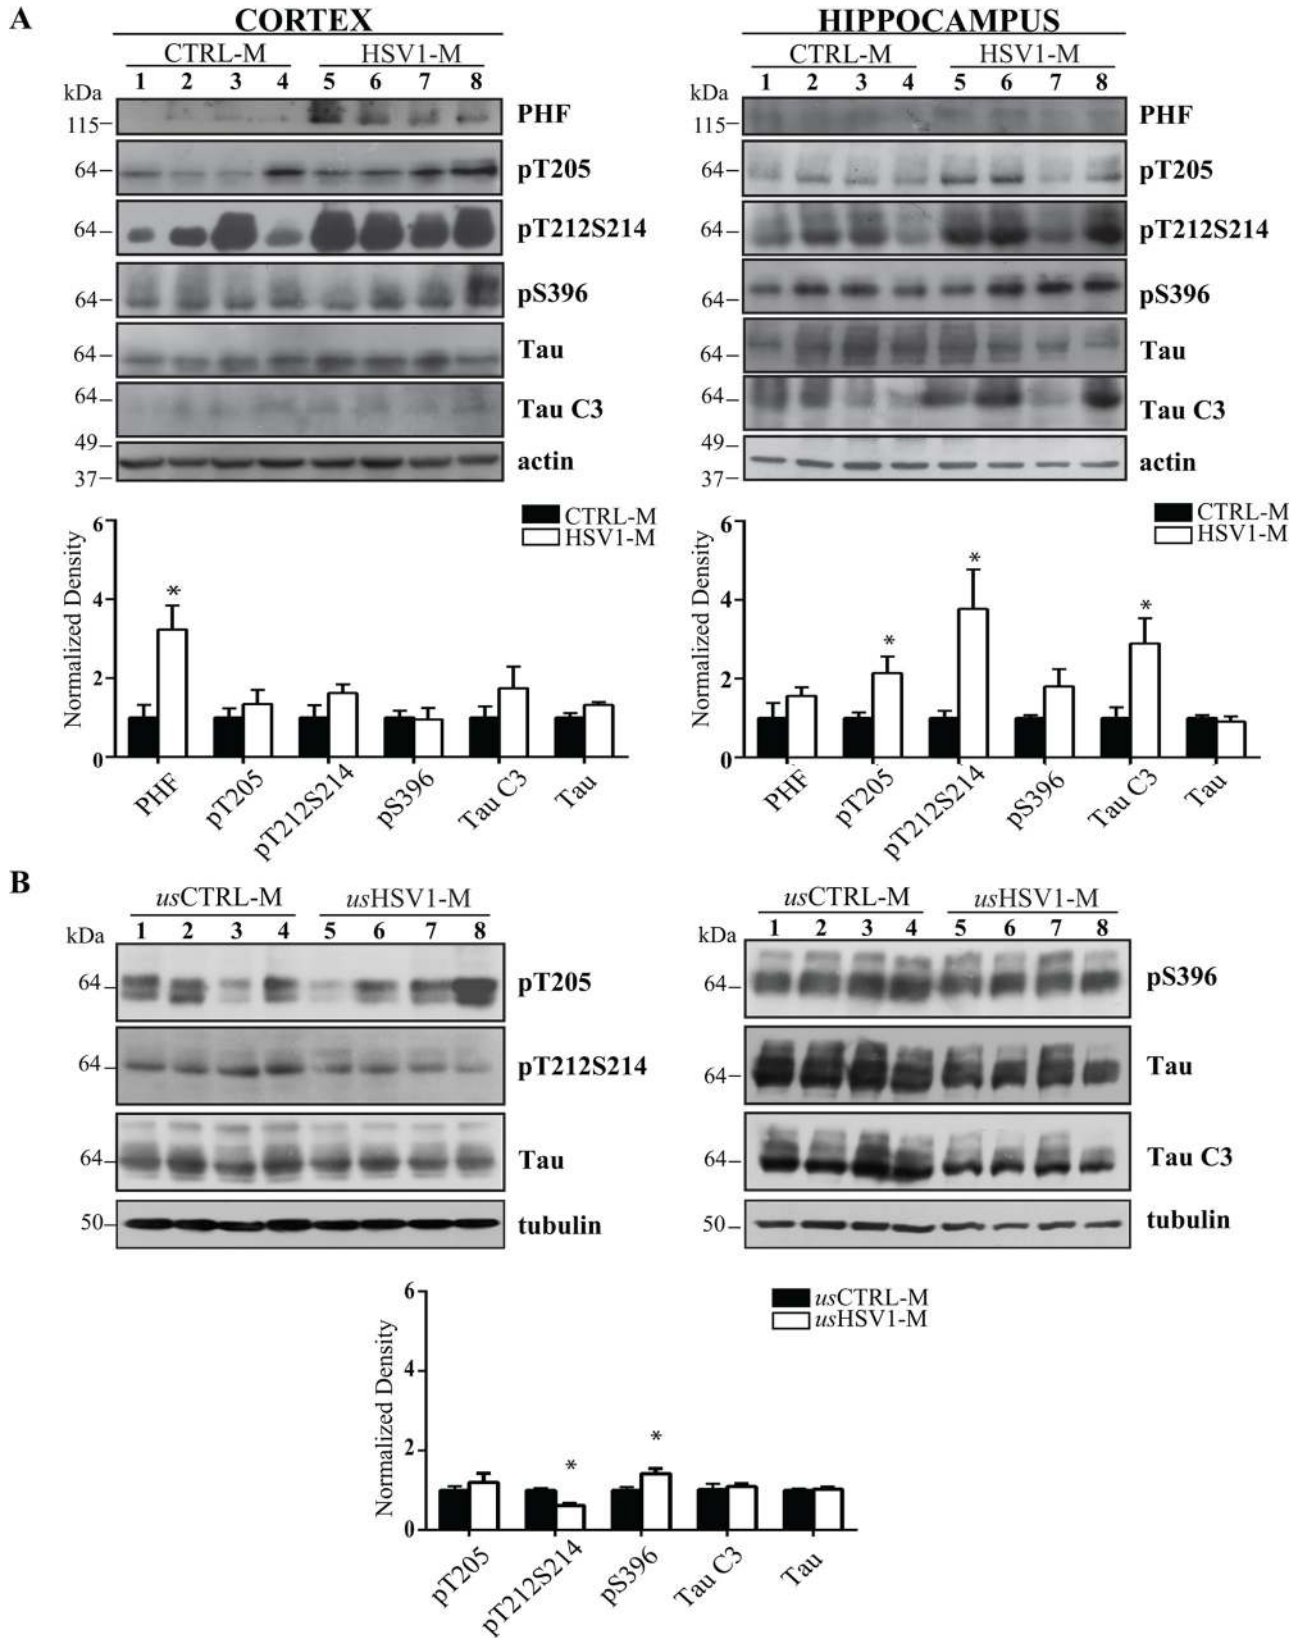 A
CORTEX
CTRL-M HSV1-M
1 2 3 4 5 6 7 8
kDa
115 PHF
64 pT205
64 pT212S214
64 pS396
64 Tau
64 Tau C3
49
37 actin
HIPPOCAMPUS
CTRL-M HSV1-M
1 2 3 4 5 6 7 8
kDa
115 PHF
64 pT205
64 pT212S214
64 pS396
64 Tau
64 Tau C3
49
37 actin
CTRL-M
HSV1-M
Normalized Density
6
4
2
0
*
PHF pT205 pT212S214 pS396 Tau C3 Tau
CTRL-M
HSV1-M
Normalized Density
6
4
2
0
* * *
PHF pT205 pT212S214 pS396 Tau C3 Tau
B
usCTRL-M usHSV1-M
1 2 3 4 5 6 7 8
kDa
64 pT205
64 pT212S214
64 Tau
50 tubulin
usCTRL-M usHSV1-M
1 2 3 4 5 6 7 8
kDa
64 pS396
64 Tau
64 Tau C3
50 tubulin
usCTRL-M
usHSV1-M
Normalized Density
6
4
2
0
* *
pT205 pT212S214 pS396 Tau C3 Tau